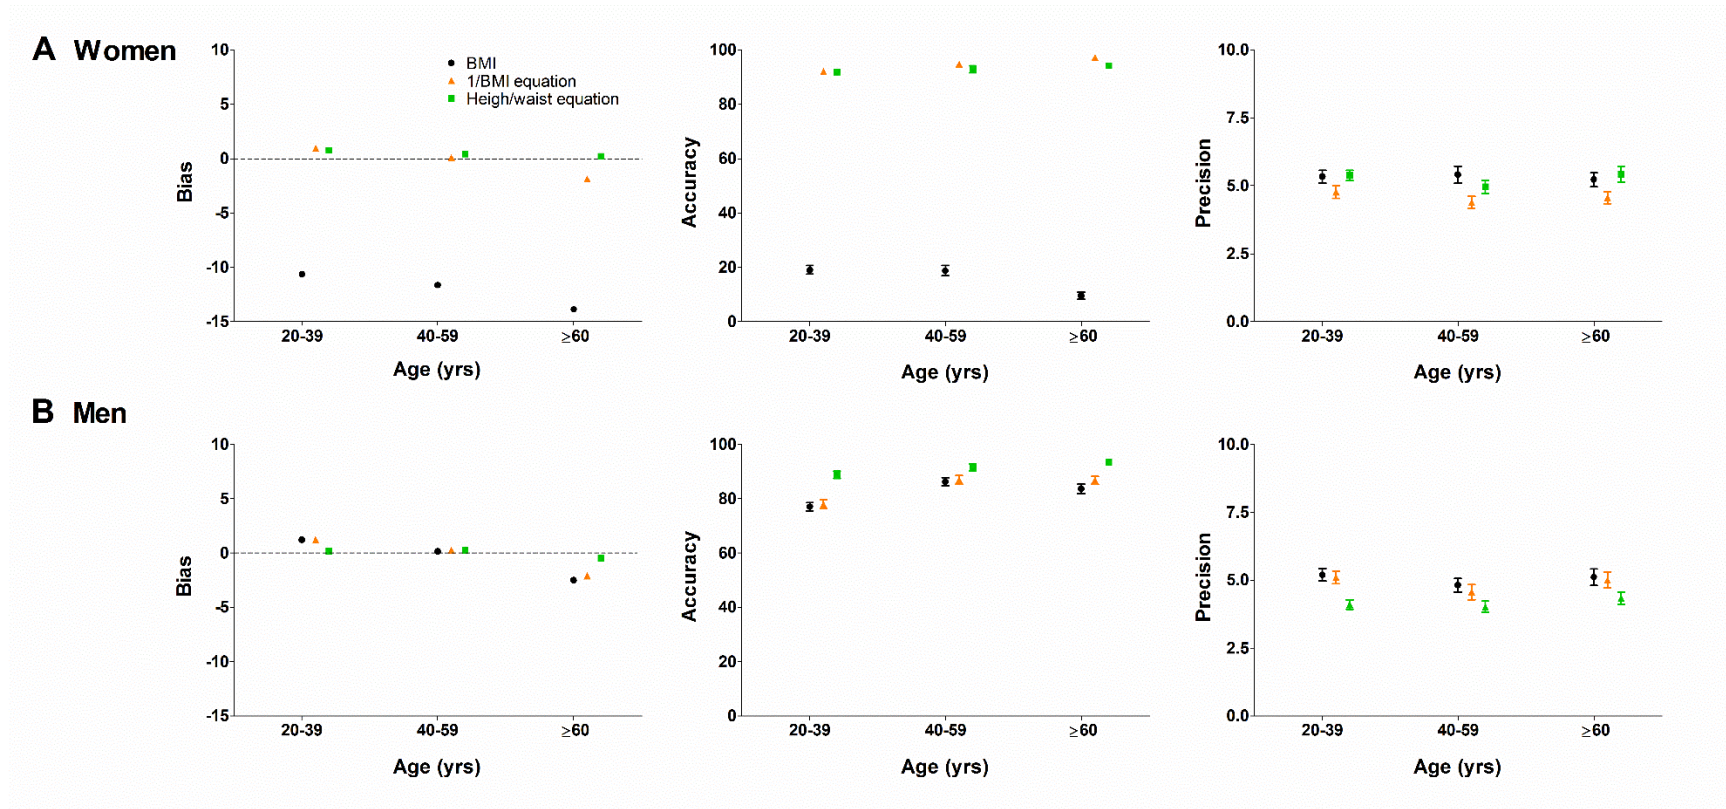 A Women
10
5
0
-5
-10
-15
Bias
BMI
1/BMI equation
Heigh/waist equation
20-39 40-59 ≥60
Age (yrs)
100
80
60
40
20
0
Accuracy
20-39 40-59 ≥60
Age (yrs)
10.0
7.5
5.0
2.5
0.0
Precision
20-39 40-59 ≥60
Age (yrs)
B Men
10
5
0
-5
-10
-15
Bias
20-39 40-59 ≥60
Age (yrs)
100
80
60
40
20
0
Accuracy
20-39 40-59 ≥60
Age (yrs)
10.0
7.5
5.0
2.5
0.0
Precision
20-39 40-59 ≥60
Age (yrs)